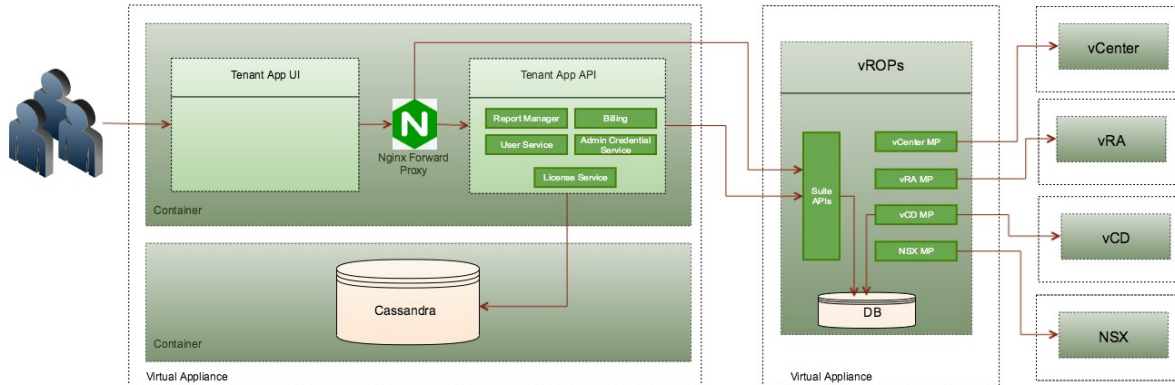 Tenant App UI
Tenant App API
N
Nginx Forward
Proxy
Report Manager
Billing
User Service
Admin Credential
Service
License Service
Container
Cassandra
Container
Virtual Appliance
vROPs
Suite
APIs
vCenter MP
vRA MP
vCD MP
NSX MP
DB
Virtual Appliance
vCenter
vRA
vCD
NSX